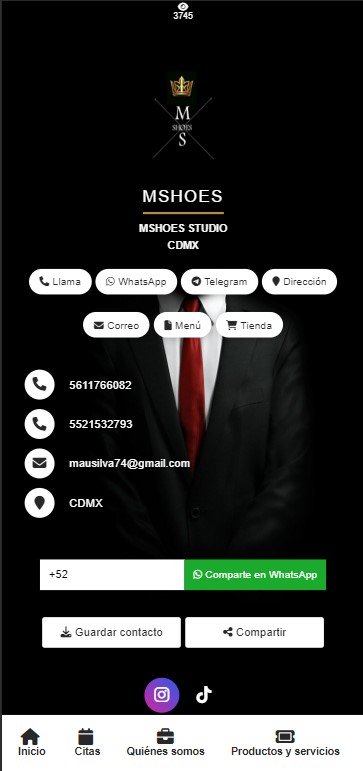 3745
M
SHOES
S
MSHOES
MSHOES STUDIO
CDMX
Llama
WhatsApp
Telegram
Dirección
Correo
Menú
Tienda
5611766082
5521532793
mausilva74@gmail.com
CDMX
+52
Comparte en WhatsApp
Guardar contacto
Compartir
Inicio
Citas
Quiénes somos
Productos y servicios